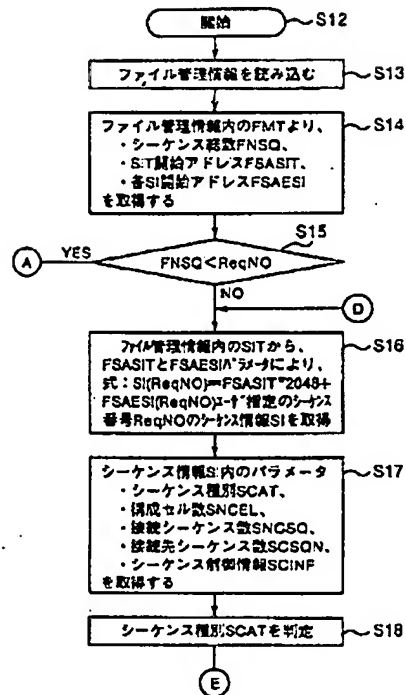 開始
S12
ファイル管理情報を読み込む
S13
ファイル管理情報内のFMTより、
・シーケンス総数FNSQ、
・SIT開始アドレスFSASIT、
・各SI開始アドレスFSAESI
を取得する
S14
S15
A
YES
FNSQ<ReqNO
NO
D
ファイル管理情報内のSITから、
FSASITとFSAESIパラメータにより、
式:SI(ReqNO)=FSASIT*2048+
FSAESI(ReqNO)ユーザ指定のシーケンス
番号ReqNOのシーケンス情報SIを取得
S16
シーケンス情報SI内のパラメータ
・シーケンス種別SCAT、
・構成セル数SNCEL、
・接続シーケンス数SNCSQ、
・接続先シーケンス数SCSQN、
・シーケンス制御情報SCINF
を取得する
S17
シーケンス種別SCATを判定
S18
E